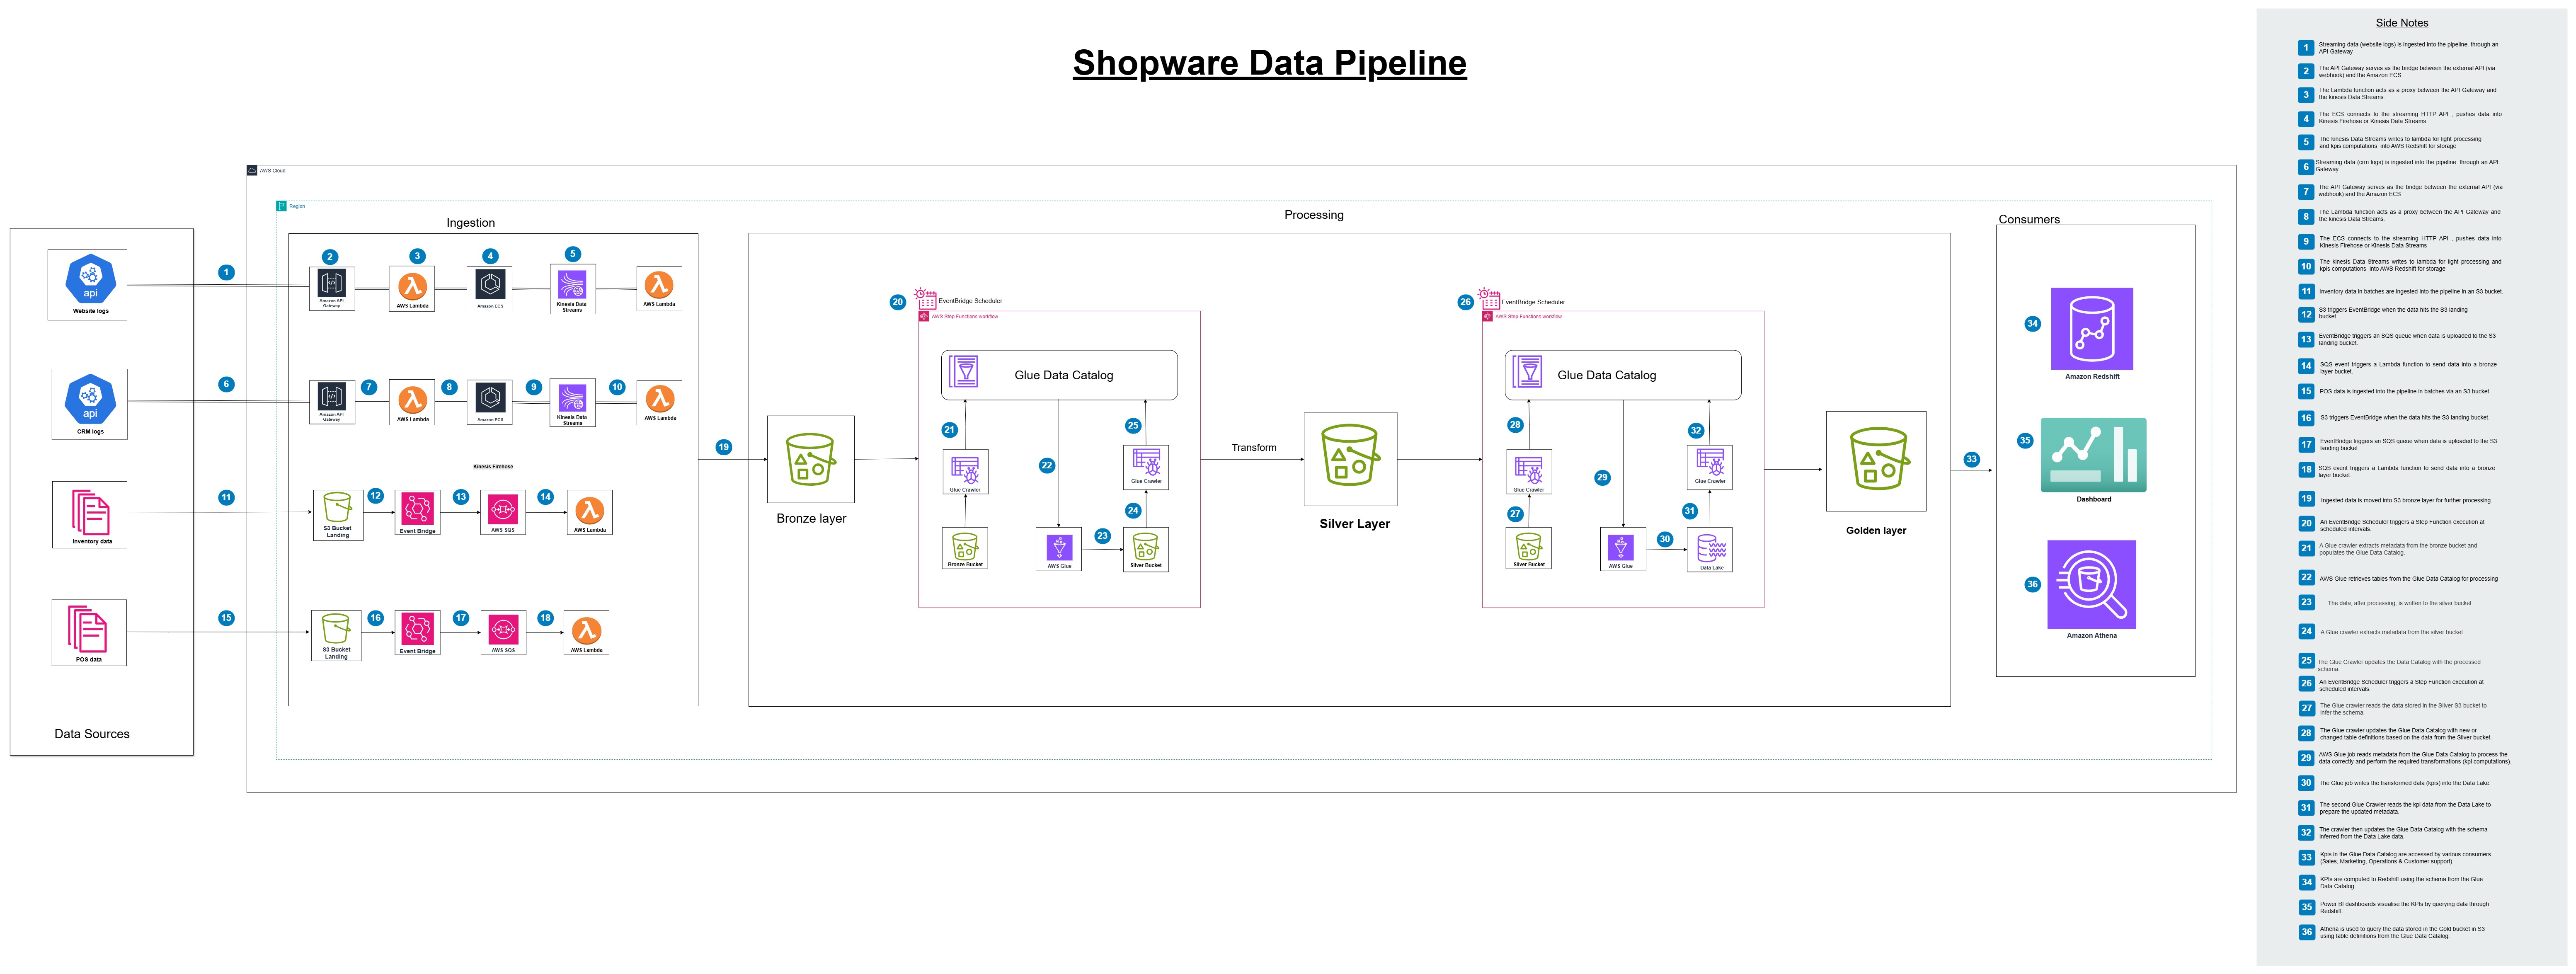 Shopware Data Pipeline
AWS Cloud
Region
Data Sources
api
Website logs
api
CRM logs
Inventory data
POS data
1
6
11
15
Ingestion
2
3
4
5
Amazon API
Gateway
AWS Lambda
Amazon ECS
Kinesis Data
Streams
AWS Lambda
7
8
9
10
Amazon API
Gateway
AWS Lambda
Amazon ECS
Kinesis Data
Streams
AWS Lambda
Kinesis Firehose
12
13
14
S3 Bucket
Landing
Event Bridge
AWS SQS
AWS Lambda
16
17
18
S3 Bucket
Landing
Event Bridge
AWS SQS
AWS Lambda
19
Processing
Bronze layer
20
EventBridge Scheduler
AWS Step Functions workflow
Glue Data Catalog
21
22
25
Glue Crawler
Glue Crawler
24
23
Bronze Bucket
AWS Glue
Silver Bucket
Transform
Silver Layer
26
EventBridge Scheduler
AWS Step Functions workflow
Glue Data Catalog
28
29
32
Glue Crawler
Glue Crawler
27
31
30
Silver Bucket
AWS Glue
Data Lake
Golden layer
33
Consumers
34
Amazon Redshift
35
Dashboard
36
Amazon Athena
Side Notes
1 Streaming data (website logs) is ingested into the pipeline. through an
API Gateway
2 The API Gateway serves as the bridge between the external API (via
webhook) and the Amazon ECS
3 The Lambda function acts as a proxy between the API Gateway and
the kinesis Data Streams.
4 The ECS connects to the streaming HTTP API , pushes data into
Kinesis Firehose or Kinesis Data Streams
5 The kinesis Data Streams writes to lambda for light processing
and kpis computations into AWS Redshift for storage
6 Streaming data (crm logs) is ingested into the pipeline. through an API
Gateway
7 The API Gateway serves as the bridge between the external API (via
webhook) and the Amazon ECS
8 The Lambda function acts as a proxy between the API Gateway and
the kinesis Data Streams.
9 The ECS connects to the streaming HTTP API , pushes data into
Kinesis Firehose or Kinesis Data Streams
10 The kinesis Data Streams writes to lambda for light processing and
kpis computations into AWS Redshift for storage
11 Inventory data in batches are ingested into the pipeline in an S3 bucket.
12 S3 triggers EventBridge when the data hits the S3 landing
bucket.
13 EventBridge triggers an SQS queue when data is uploaded to the S3
landing bucket.
14 SQS event triggers a Lambda function to send data into a bronze
layer bucket.
15 POS data is ingested into the pipeline in batches via an S3 bucket.
16 S3 triggers EventBridge when the data hits the S3 landing bucket.
17 EventBridge triggers an SQS queue when data is uploaded to the S3
landing bucket.
18 SQS event triggers a Lambda function to send data into a bronze
layer bucket.
19 Ingested data is moved into S3 bronze layer for further processing.
20 An EventBridge Scheduler triggers a Step Function execution at
scheduled intervals.
21 A Glue crawler extracts metadata from the bronze bucket and
populates the Glue Data Catalog.
22 AWS Glue retrieves tables from the Glue Data Catalog for processing
23 The data, after processing, is written to the silver bucket.
24 A Glue crawler extracts metadata from the silver bucket
25 The Glue Crawler updates the Data Catalog with the processed
schema.
26 An EventBridge Scheduler triggers a Step Function execution at
scheduled intervals.
27 The Glue crawler reads the data stored in the Silver S3 bucket to
infer the schema.
28 The Glue crawler updates the Glue Data Catalog with new or
changed table definitions based on the data from the Silver bucket.
29 AWS Glue job reads metadata from the Glue Data Catalog to process the
data correctly and perform the required transformations (kpi computations).
30 The Glue job writes the transformed data (kpis) into the Data Lake.
31 The second Glue Crawler reads the kpi data from the Data Lake to
prepare the updated metadata.
32 The crawler then updates the Glue Data Catalog with the schema
inferred from the Data Lake data.
33 Kpis in the Glue Data Catalog are accessed by various consumers
(Sales, Marketing, Operations & Customer support).
34 KPIs are computed to Redshift using the schema from the Glue
Data Catalog
35 Power BI dashboards visualise the KPIs by querying data through
Redshift.
36 Athena is used to query the data stored in the Gold bucket in S3
using table definitions from the Glue Data Catalog.